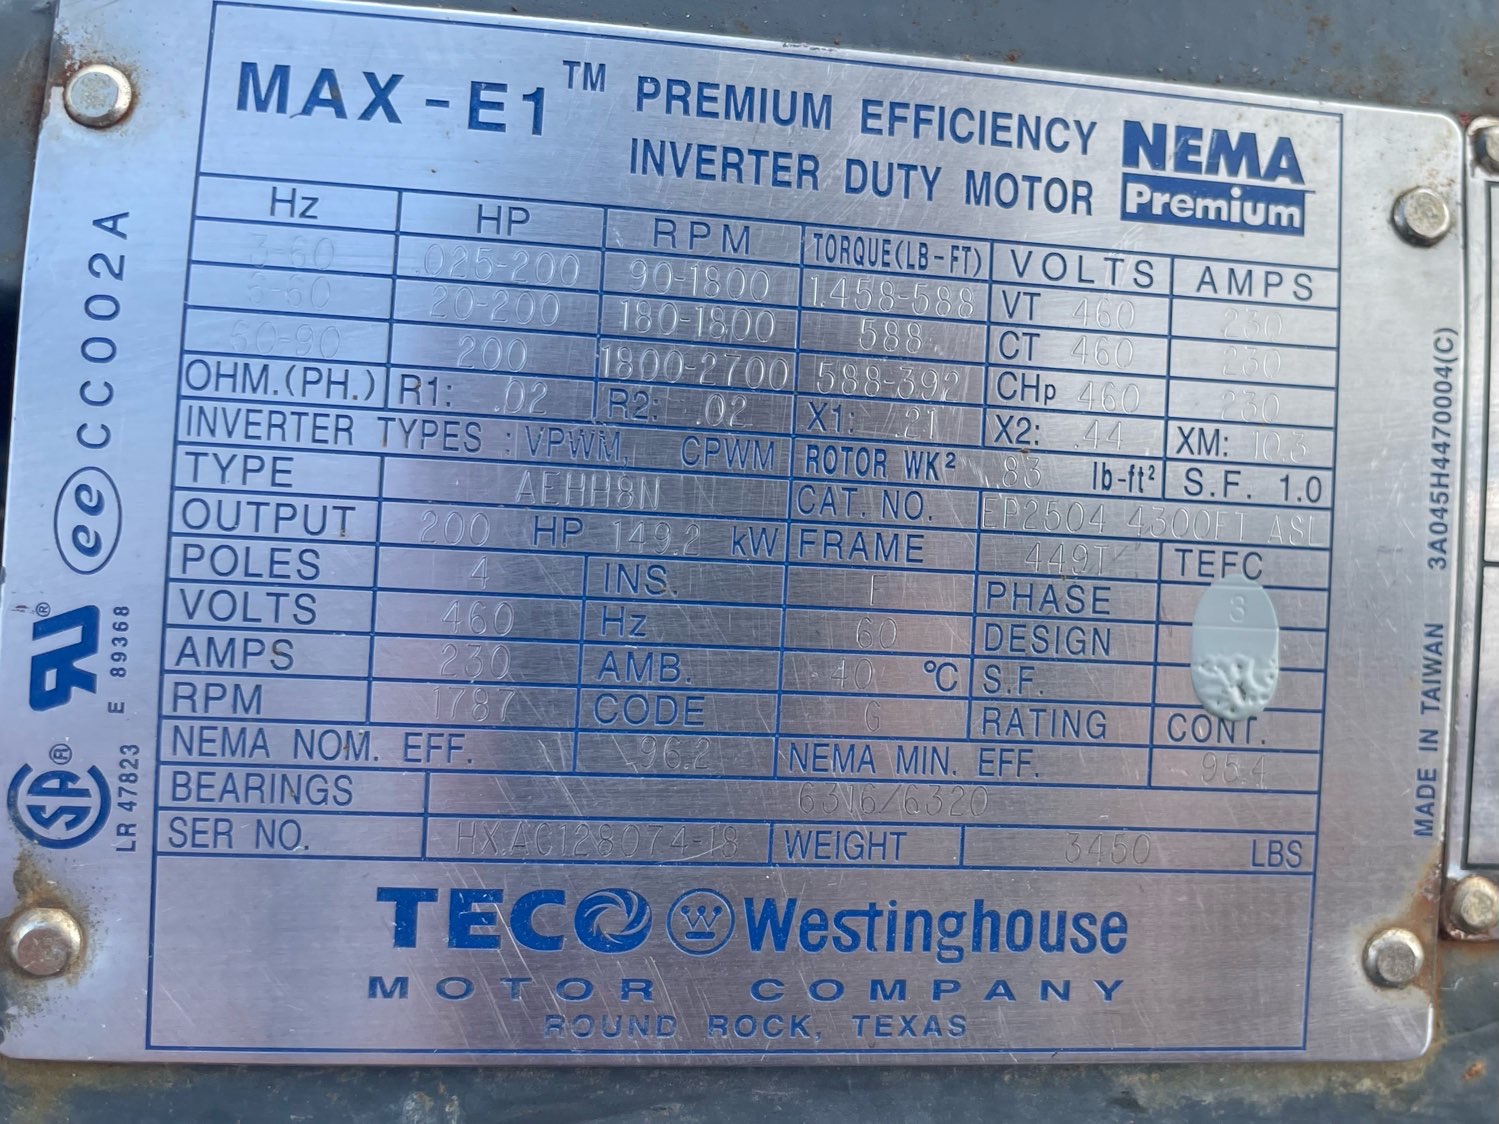 MAX-E1 ™ PREMIUM EFFICIENCY
INVERTER DUTY MOTOR
NEMA
Premium
Hz HP RPM TORQUE(LB-FT) VOLTS AMPS
3-60 .025-200 90-1800 1.458-588 VT 460 230
6-60 20-200 180-1800 588 CT 460 230
60-90 200 1800-2700 588-392 CHp 460 230
OHM.(PH.) R1: .02 R2: .02 X1: .21 X2: .44 XM: 10.3
INVERTER TYPES : VPWM, CPWM ROTOR WK² 83 lb-ft² S.F. 1.0
TYPE AEHH8N CAT. NO. EP2504 ASL
OUTPUT 200 HP 149.2 kW FRAME 449T TEFC
POLES 4 INS. F PHASE 3
VOLTS 460 Hz 60 DESIGN
AMPS 230 AMB. 40 °C S.F.
RPM 1787 CODE G RATING CONT.
NEMA NOM. EFF. 96.2 NEMA MIN. EFF. 95.4
BEARINGS 6316/6320
SER NO. HXAC128074-18 WEIGHT 3450 LBS
TECO Westinghouse
MOTOR COMPANY
ROUND ROCK, TEXAS
ee CC002A
UR ® E 89368
SA ® LR 47823
MADE IN TAIWAN 3A045H4470004(C)